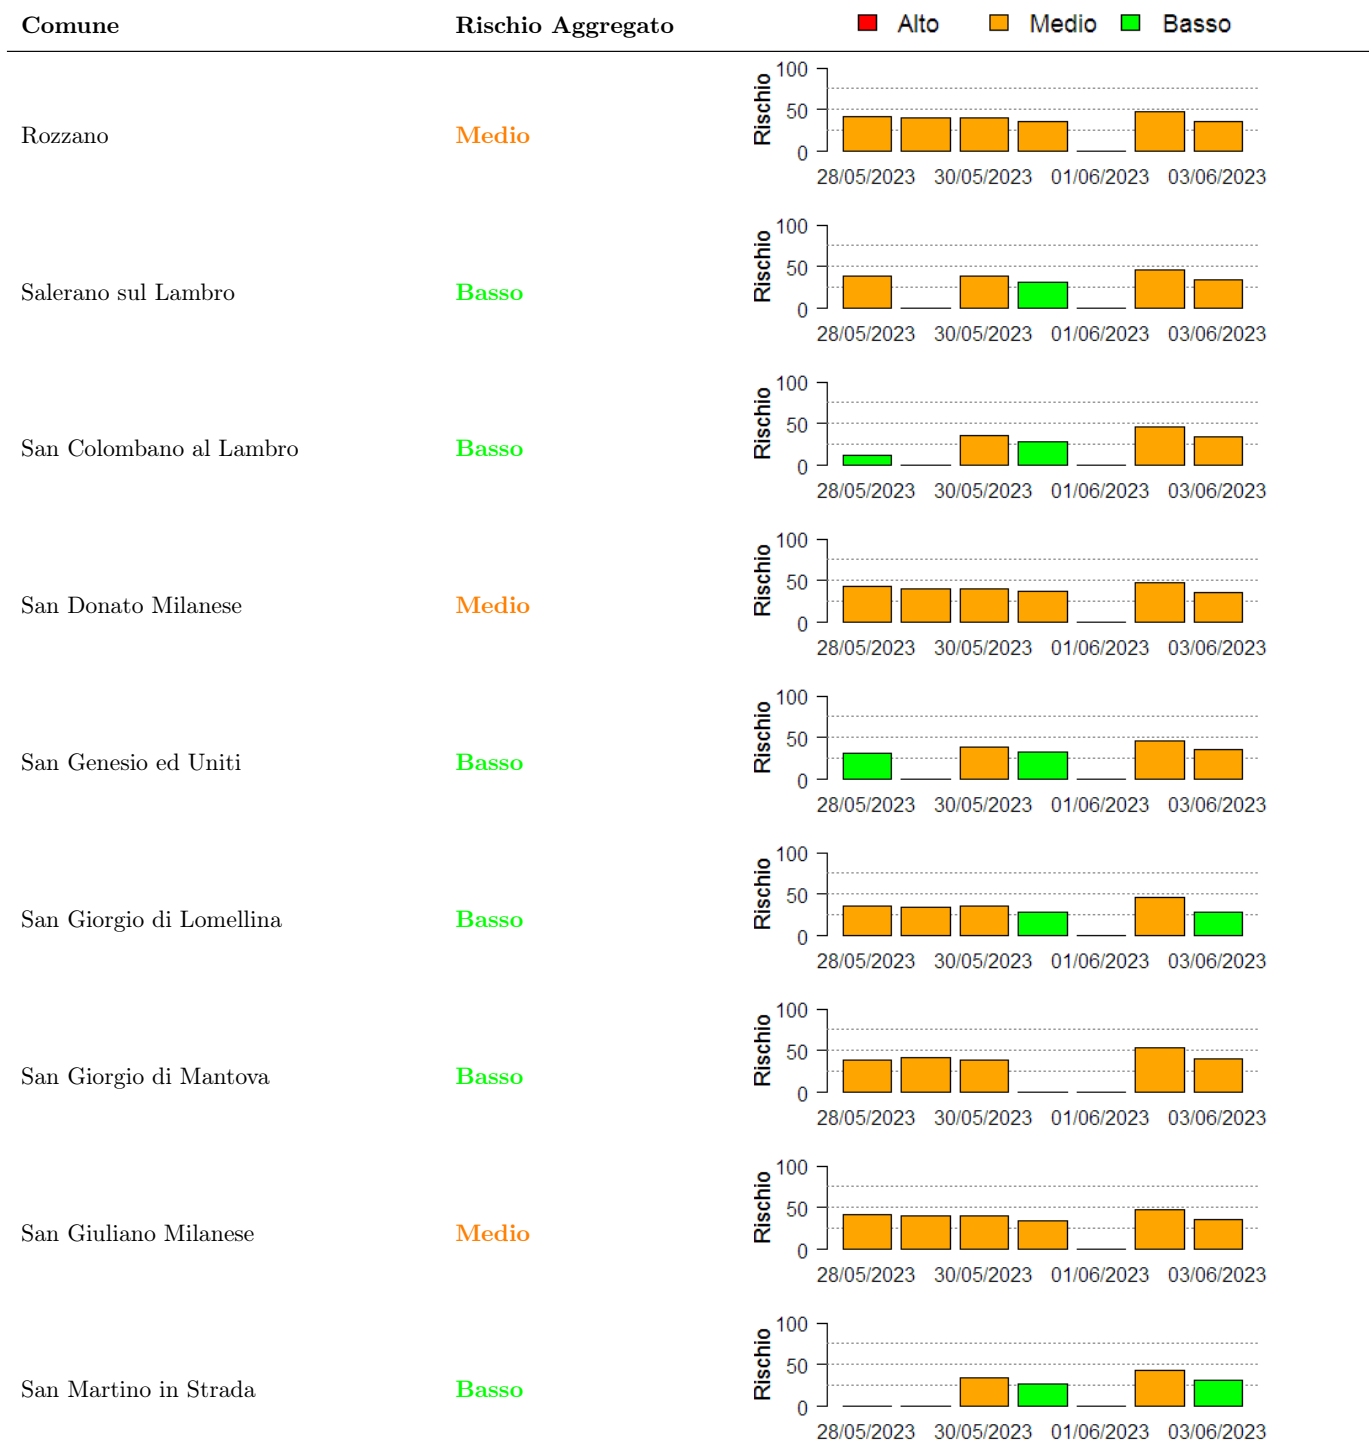 Comune Rischio Aggregato Alto Medio Basso
Rozzano Medio Rischio 100 50 0
28/05/2023 30/05/2023 01/06/2023 03/06/2023
Salerano sul Lambro Basso Rischio 100 50 0
28/05/2023 30/05/2023 01/06/2023 03/06/2023
San Colombano al Lambro Basso Rischio 100 50 0
28/05/2023 30/05/2023 01/06/2023 03/06/2023
San Donato Milanese Medio Rischio 100 50 0
28/05/2023 30/05/2023 01/06/2023 03/06/2023
San Genesio ed Uniti Basso Rischio 100 50 0
28/05/2023 30/05/2023 01/06/2023 03/06/2023
San Giorgio di Lomellina Basso Rischio 100 50 0
28/05/2023 30/05/2023 01/06/2023 03/06/2023
San Giorgio di Mantova Basso Rischio 100 50 0
28/05/2023 30/05/2023 01/06/2023 03/06/2023
San Giuliano Milanese Medio Rischio 100 50 0
28/05/2023 30/05/2023 01/06/2023 03/06/2023
San Martino in Strada Basso Rischio 100 50 0
28/05/2023 30/05/2023 01/06/2023 03/06/2023